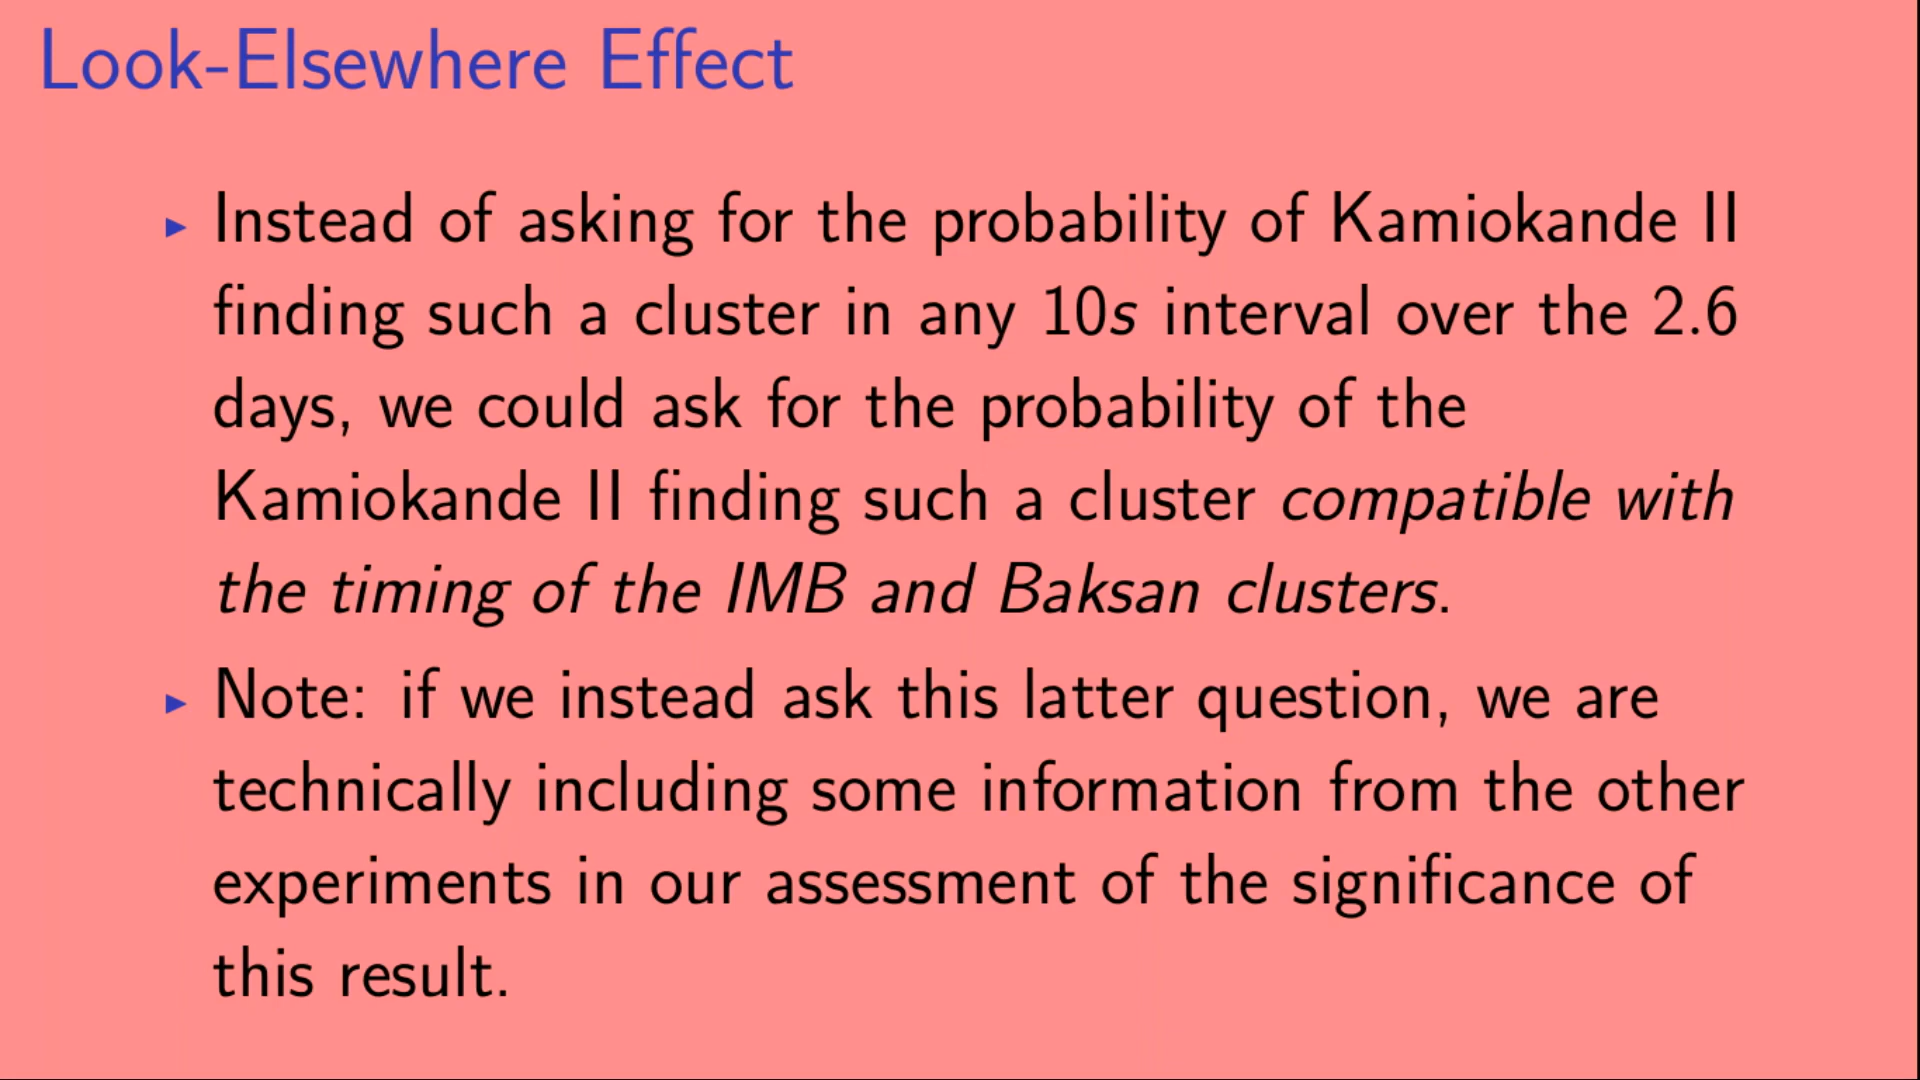 Look-Elsewhere Effect
▶ Instead of asking for the probability of Kamiokande II
finding such a cluster in any 10s interval over the 2.6
days, we could ask for the probability of the
Kamiokande II finding such a cluster compatible with
the timing of the IMB and Baksan clusters.
▶ Note: if we instead ask this latter question, we are
technically including some information from the other
experiments in our assessment of the significance of
this result.